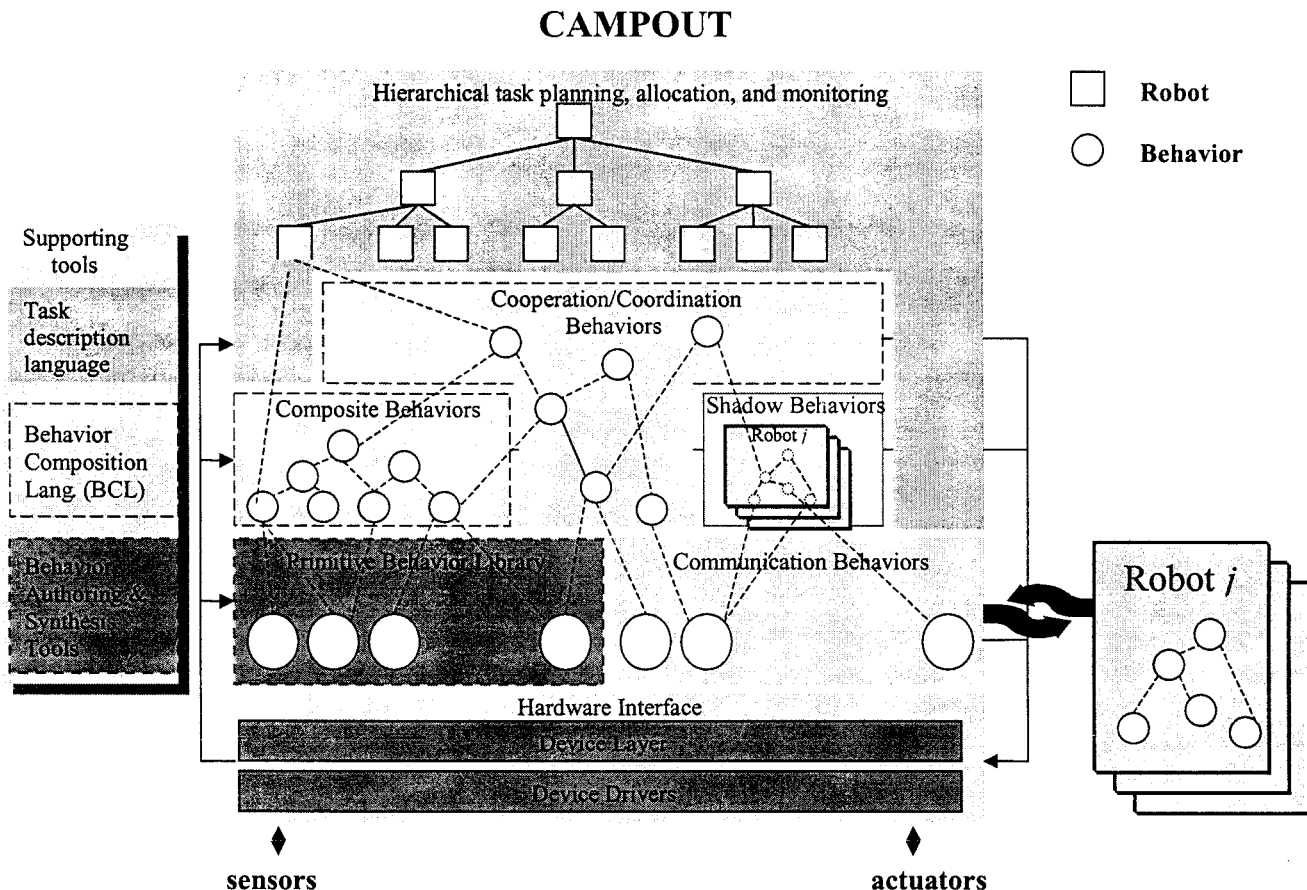 CAMPOUT
Hierarchical task planning, allocation, and monitoring
Robot
Behavior
Supporting
tools
Task
description
language
Behavior
Composition
Lang. (BCL)
Behavior
Authoring &
Synthesis
Tools
Cooperation/Coordination
Behaviors
Composite Behaviors
Shadow Behaviors
Robot j
Primitive Behavior Library
Communication Behaviors
Robot j
Hardware Interface
Device Layer
Device Drivers
sensors
actuators